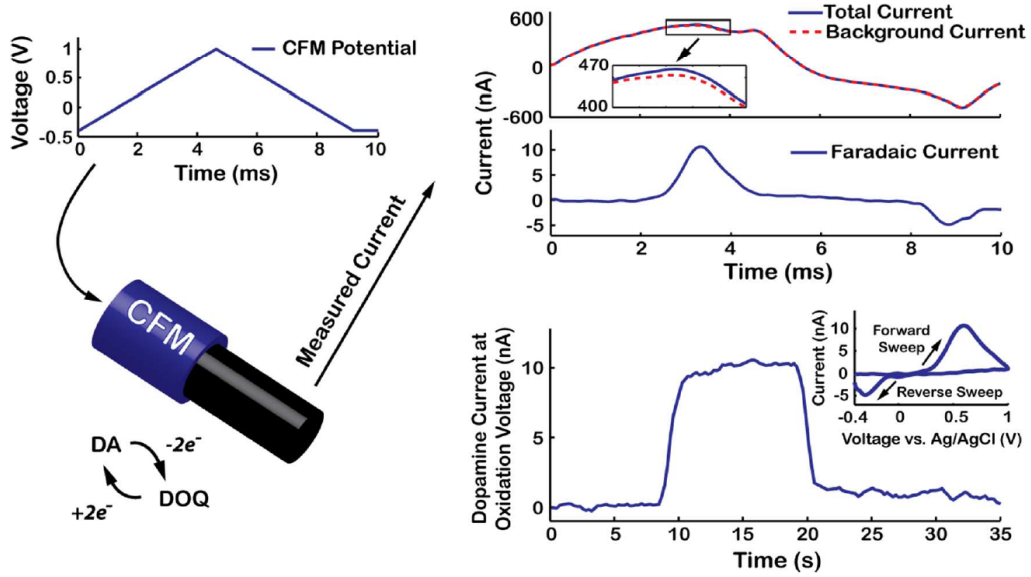 Voltage (V)
1
0.5
0
-0.5
CFM Potential
0 2 4 6 8 10
Time (ms)
CFM
Measured Current
DA
-2e⁻
DOQ
+2e⁻
Current (nA)
600
0
-600
Total Current
Background Current
470
400
10
5
0
-5
Faradaic Current
0 2 4 6 8 10
Time (ms)
Dopamine Current at
Oxidation Voltage (nA)
10
5
0
0 5 10 15 20 25 30 35
Time (s)
Current (nA)
10
5
0
-5
Forward
Sweep
Reverse Sweep
-0.4 0 0.5 1
Voltage vs. Ag/AgCl (V)